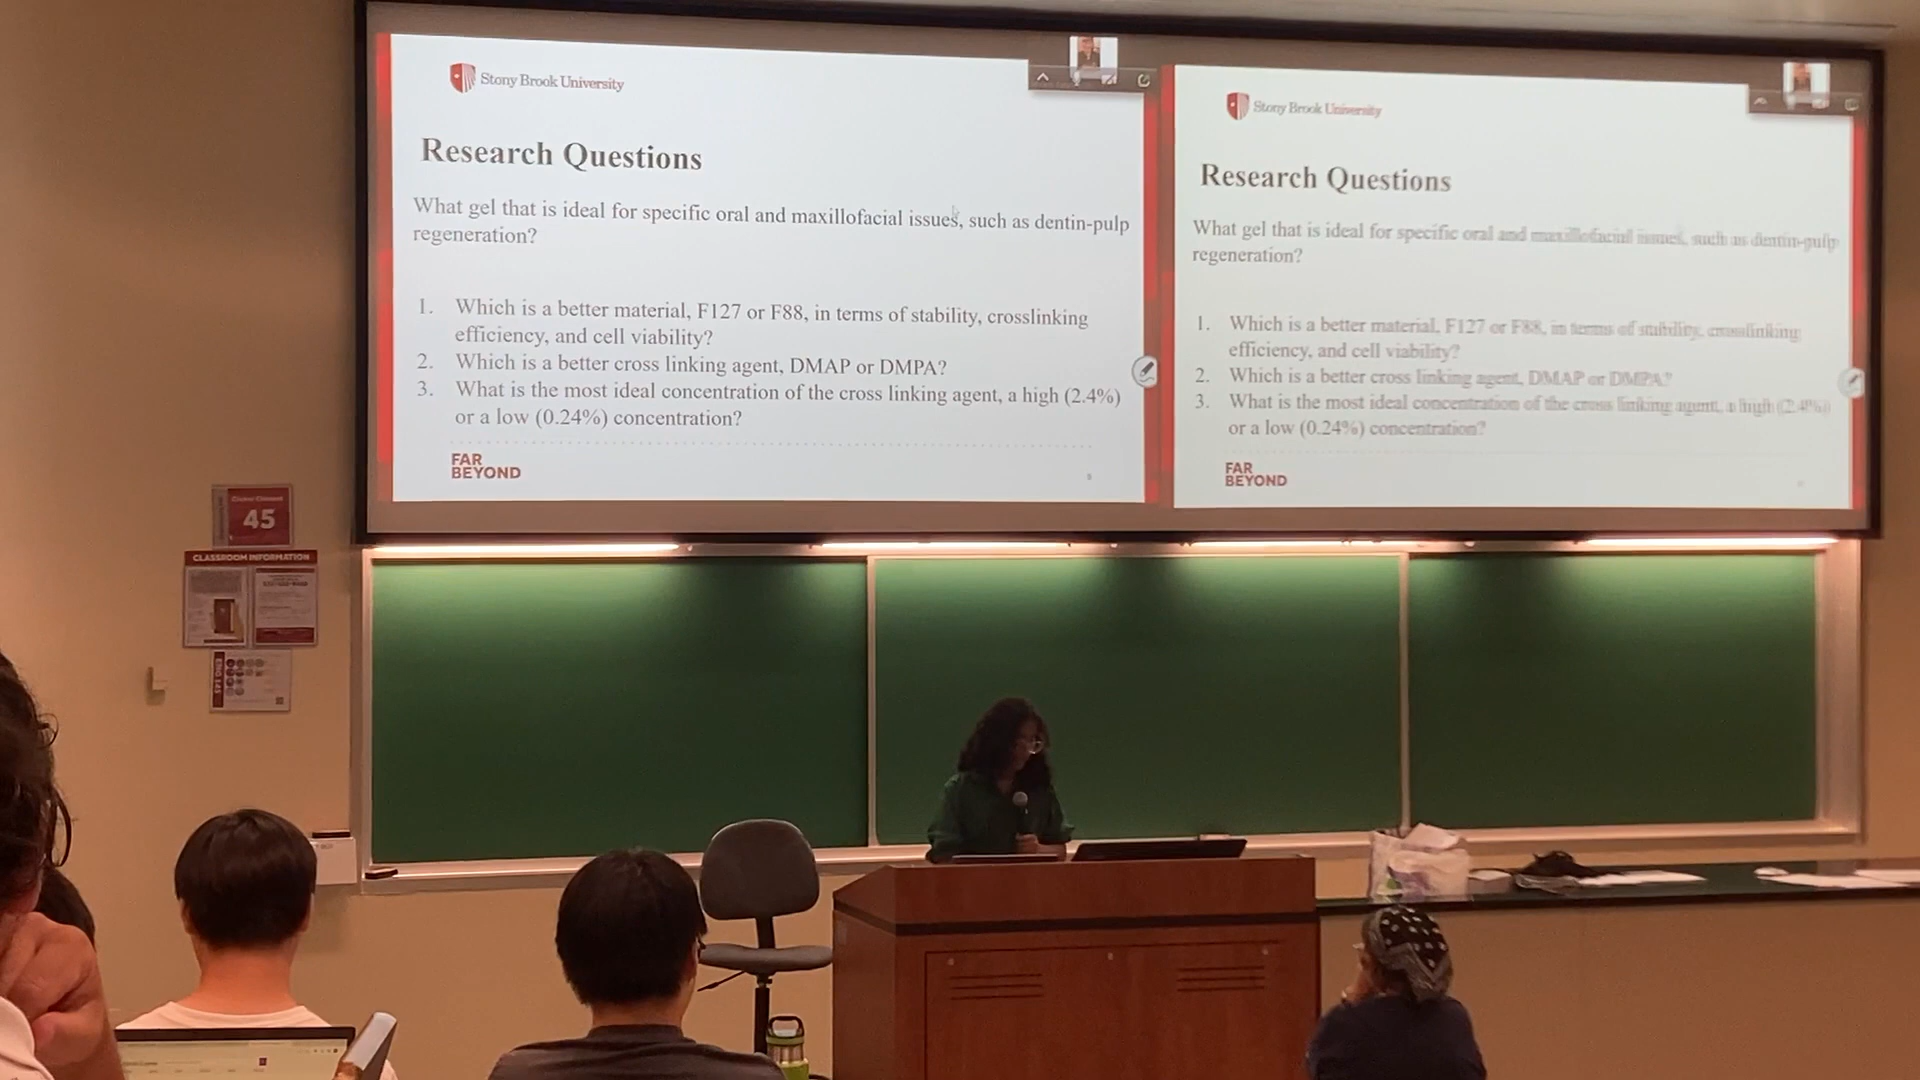 Stony Brook University
Research Questions
What gel that is ideal for specific oral and maxillofacial issues, such as dentin-pulp
regeneration?
1. Which is a better material, F127 or F88, in terms of stability, crosslinking
efficiency, and cell viability?
2. Which is a better cross linking agent, DMAP or DMPA?
3. What is the most ideal concentration of the cross linking agent, a high (2.4%)
or a low (0.24%) concentration?
FAR
BEYOND
Stony Brook University
Research Questions
What gel that is ideal for specific oral and maxillofacial issues, such as dentin-pulp
regeneration?
1. Which is a better material, F127 or F88, in terms of stability, crosslinking
efficiency, and cell viability?
2. Which is a better cross linking agent, DMAP or DMPA?
3. What is the most ideal concentration of the cross linking agent, a high (2.4%)
or a low (0.24%) concentration?
FAR
BEYOND
45
CLASSROOM INFORMATION
ENG 145